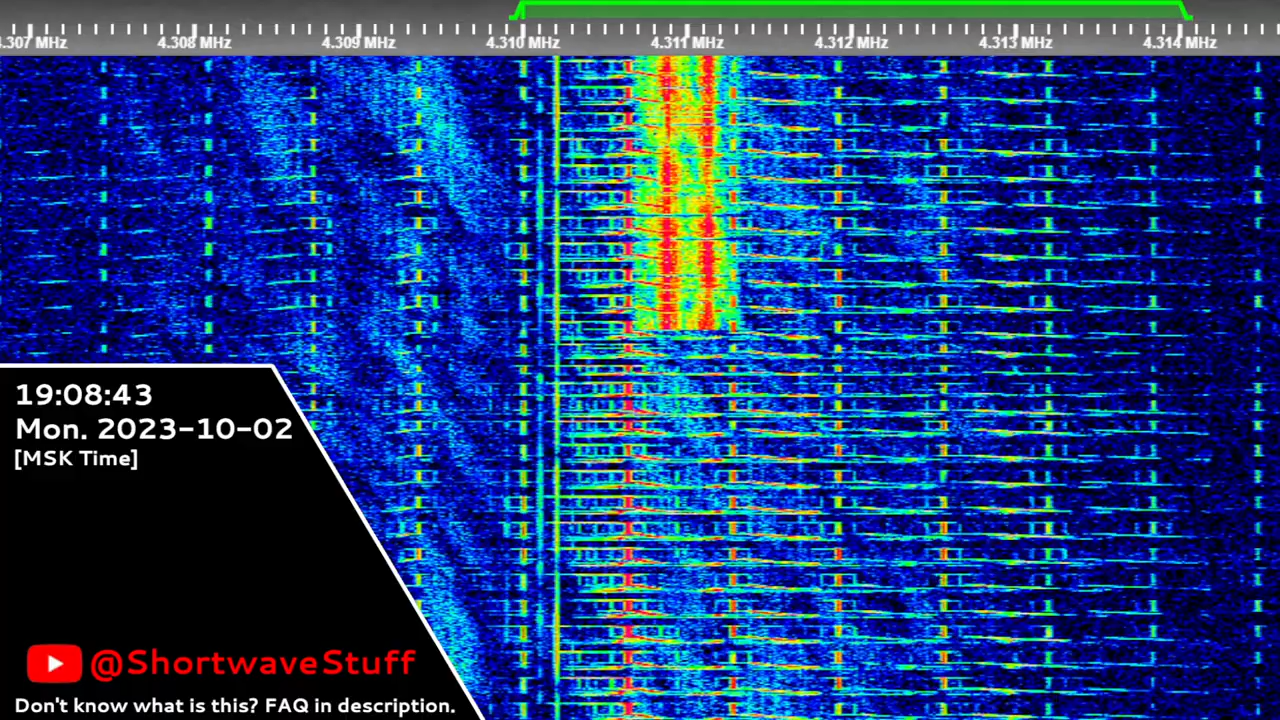 4.307 MHz 4.308 MHz 4.309 MHz 4.310 MHz 4.311 MHz 4.312 MHz 4.313 MHz 4.314 MHz
19:08:43
Mon. 2023-10-02
[MSK Time]
@ShortwaveStuff
Don't know what is this? FAQ in description.